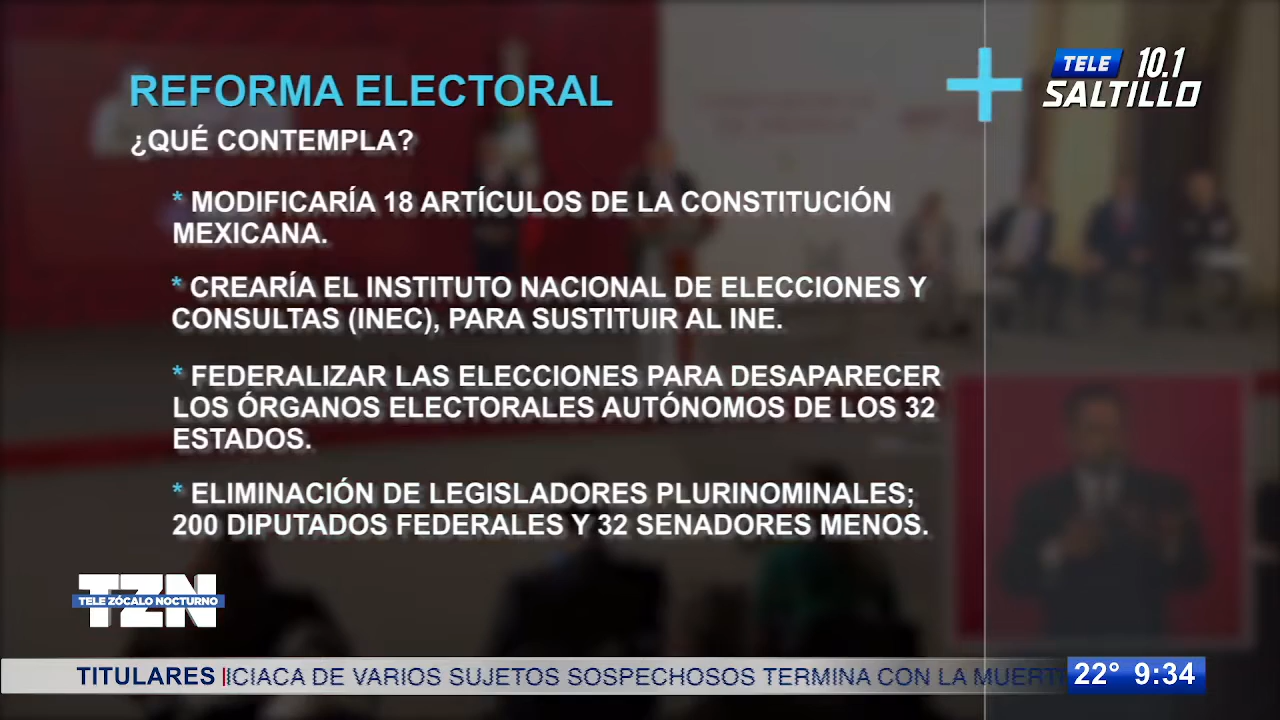 REFORMA ELECTORAL
¿QUÉ CONTEMPLA?
* MODIFICARÍA 18 ARTÍCULOS DE LA CONSTITUCIÓN
MEXICANA.
* CREARÍA EL INSTITUTO NACIONAL DE ELECCIONES Y
CONSULTAS (INEC), PARA SUSTITUIR AL INE.
* FEDERALIZAR LAS ELECCIONES PARA DESAPARECER
LOS ÓRGANOS ELECTORALES AUTÓNOMOS DE LOS 32
ESTADOS.
* ELIMINACIÓN DE LEGISLADORES PLURINOMINALES;
200 DIPUTADOS FEDERALES Y 32 SENADORES MENOS.
TELE 10.1
SALTILLO
TZN
TELE ZÓCALO NOCTURNO
TITULARES ICIACA DE VARIOS SUJETOS SOSPECHOSOS TERMINA CON LA MUERT
22° 9:34